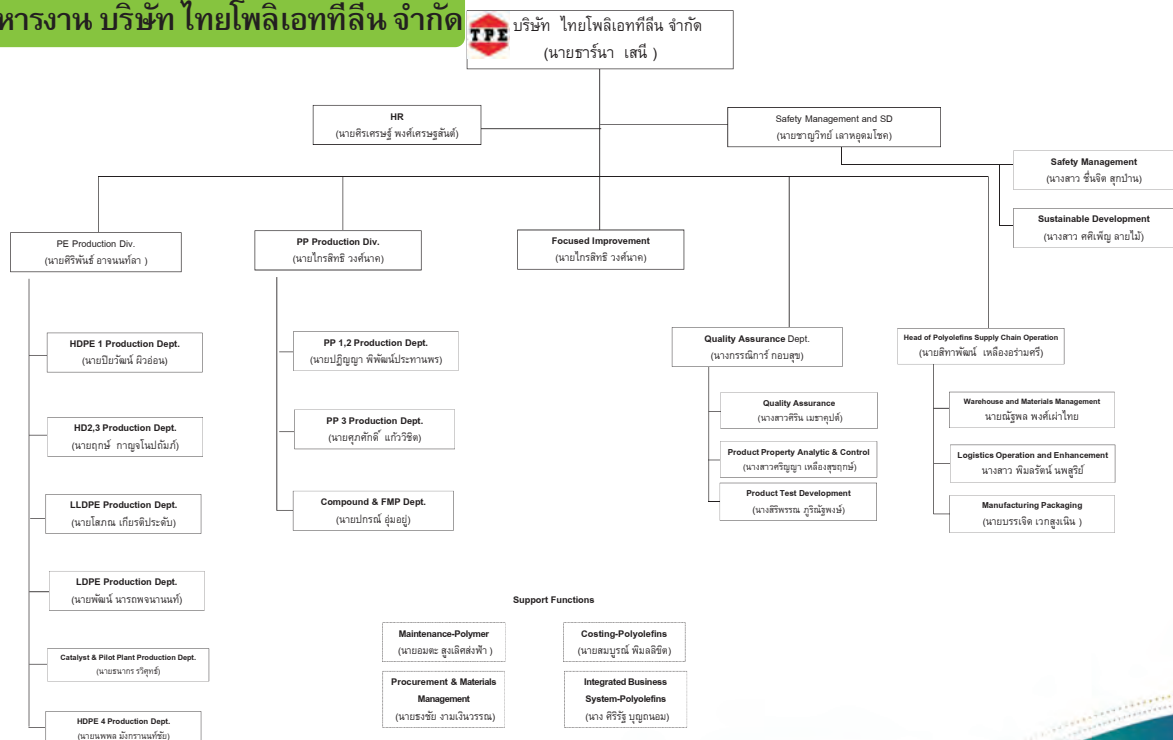 หารงาน บริษัท ไทยโพลิเอททีลีน จำกัด
TPE
บริษัท ไทยโพลิเอททีลีน จำกัด
(นายธาร์นา เสนี )
HR
(นายศิรเศรษฐ์ พงศ์เศรษฐสันต์)
Safety Management and SD
(นายชาญวิทย์ เลาหอุดมโชค)
Safety Management
(นางสาว ชื่นจิต สุกป่าน)
Sustainable Development
(นางสาว ศศิเพ็ญ ลายไม้)
PE Production Div.
(นายศิริพันธ์ อาจนนท์ลา )
PP Production Div.
(นายไกรสิทธิ วงศ์นาค)
Focused Improvement
(นายไกรสิทธิ วงศ์นาค)
HDPE 1 Production Dept.
(นายปิยวัฒน์ ผิวอ่อน)
HD2,3 Production Dept.
(นายฤกษ์ กาญจโนปถัมภ์)
LLDPE Production Dept.
(นายโสภณ เกียรติประดับ)
LDPE Production Dept.
(นายพัฒน์ นารถพจนานนท์)
Catalyst & Pilot Plant Production Dept.
(นายธนากร รวิศุทธ์)
HDPE 4 Production Dept.
(นายนพพล มังกรานนท์ชัย)
PP 1,2 Production Dept.
(นายปฏิญญา พิพัฒน์ประทานพร)
PP 3 Production Dept.
(นายศุภศักดิ์ แก้ววิชิต)
Compound & FMP Dept.
(นายปกรณ์ อุ่มอยู่)
Quality Assurance Dept.
(นางกรรณิการ์ กอบสุข)
Quality Assurance
(นางสาวศิริน เมธาคุปต์)
Product Property Analytic & Control
(นางสาวศริญญา เหลืองสุขฤกษ์)
Product Test Development
(นางสิริพรรณ ภูริณัฐพงษ์)
Head of Polyolefins Supply Chain Operation
(นายสิทาพัฒน์ เหลืองอร่ามศรี)
Warehouse and Materials Management
นายณัฐพล พงศ์เผ่าไทย
Logistics Operation and Enhancement
นางสาว พิมลรัตน์ นพสูริย์
Manufacturing Packaging
(นายบรรเจิด เวกสูงเนิน )
Support Functions
Maintenance-Polymer
(นายอมตะ สูงเลิศส่งฟ้า )
Costing-Polyolefins
(นายสมบูรณ์ พิมลลิขิต)
Procurement & Materials
Management
(นายธงชัย งามเงินวรรณ)
Integrated Business
System-Polyolefins
(นาง ศิริรัฐ บุญถนอม)